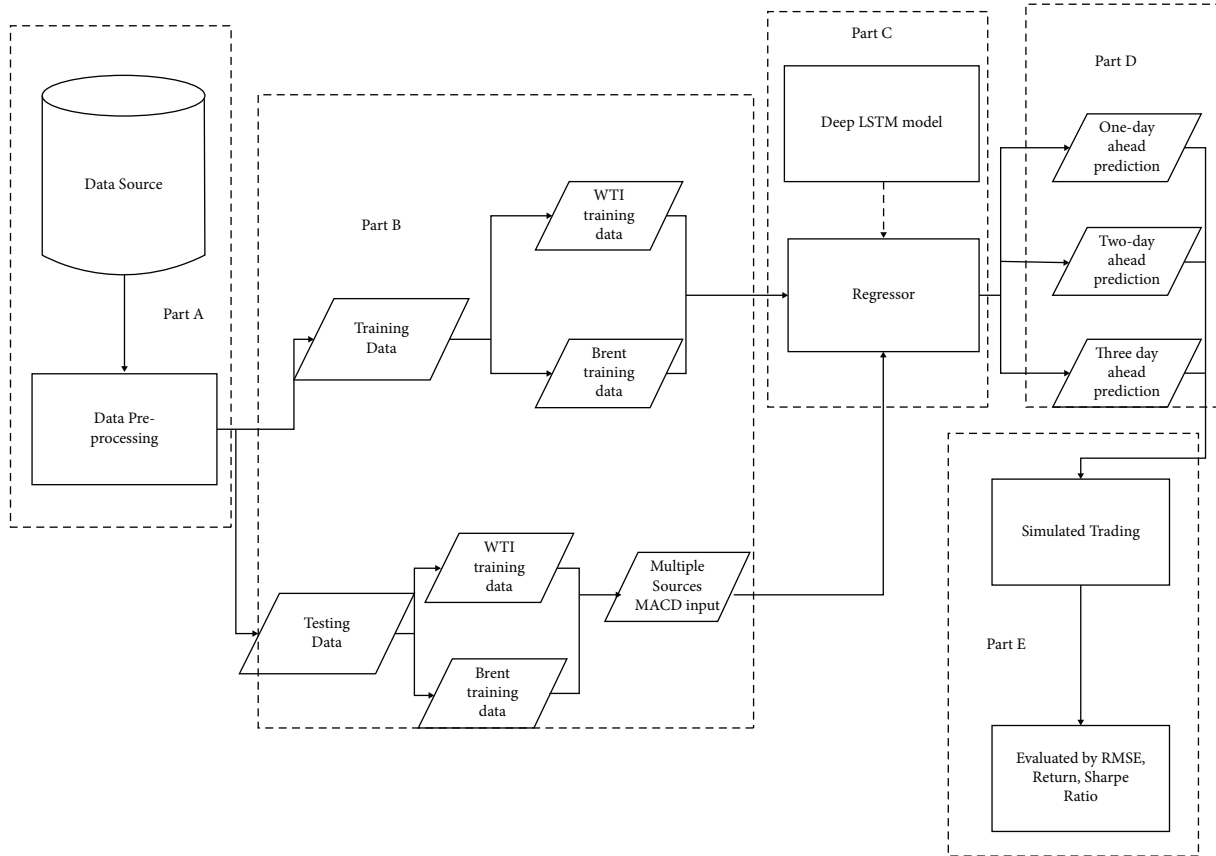 Part A
Data Source
Data Pre-
processing
Part B
Training
Data
WTI
training
data
Brent
training
data
Testing
Data
WTI
training
data
Brent
training
data
Multiple
Sources
MACD input
Part C
Deep LSTM model
Regressor
Part D
One-day
ahead
prediction
Two-day
ahead
prediction
Three day
ahead
prediction
Part E
Simulated Trading
Evaluated by RMSE,
Return, Sharpe
Ratio